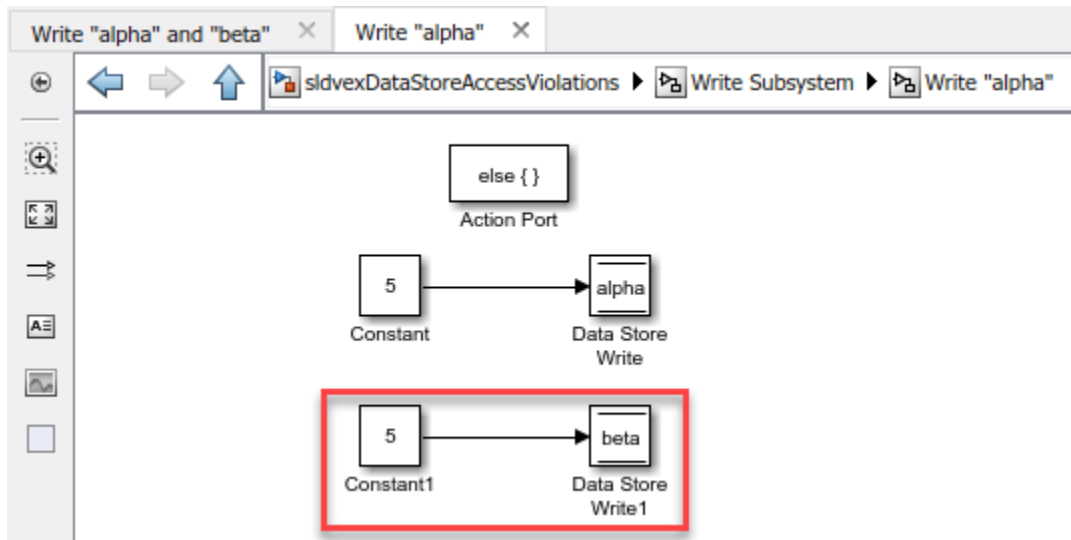 Write "alpha" and "beta"
Write "alpha"
sldvexDataStoreAccessViolations
Write Subsystem
Write "alpha"
else { }
Action Port
5
alpha
Constant
Data Store
Write
5
beta
Constant1
Data Store
Write1